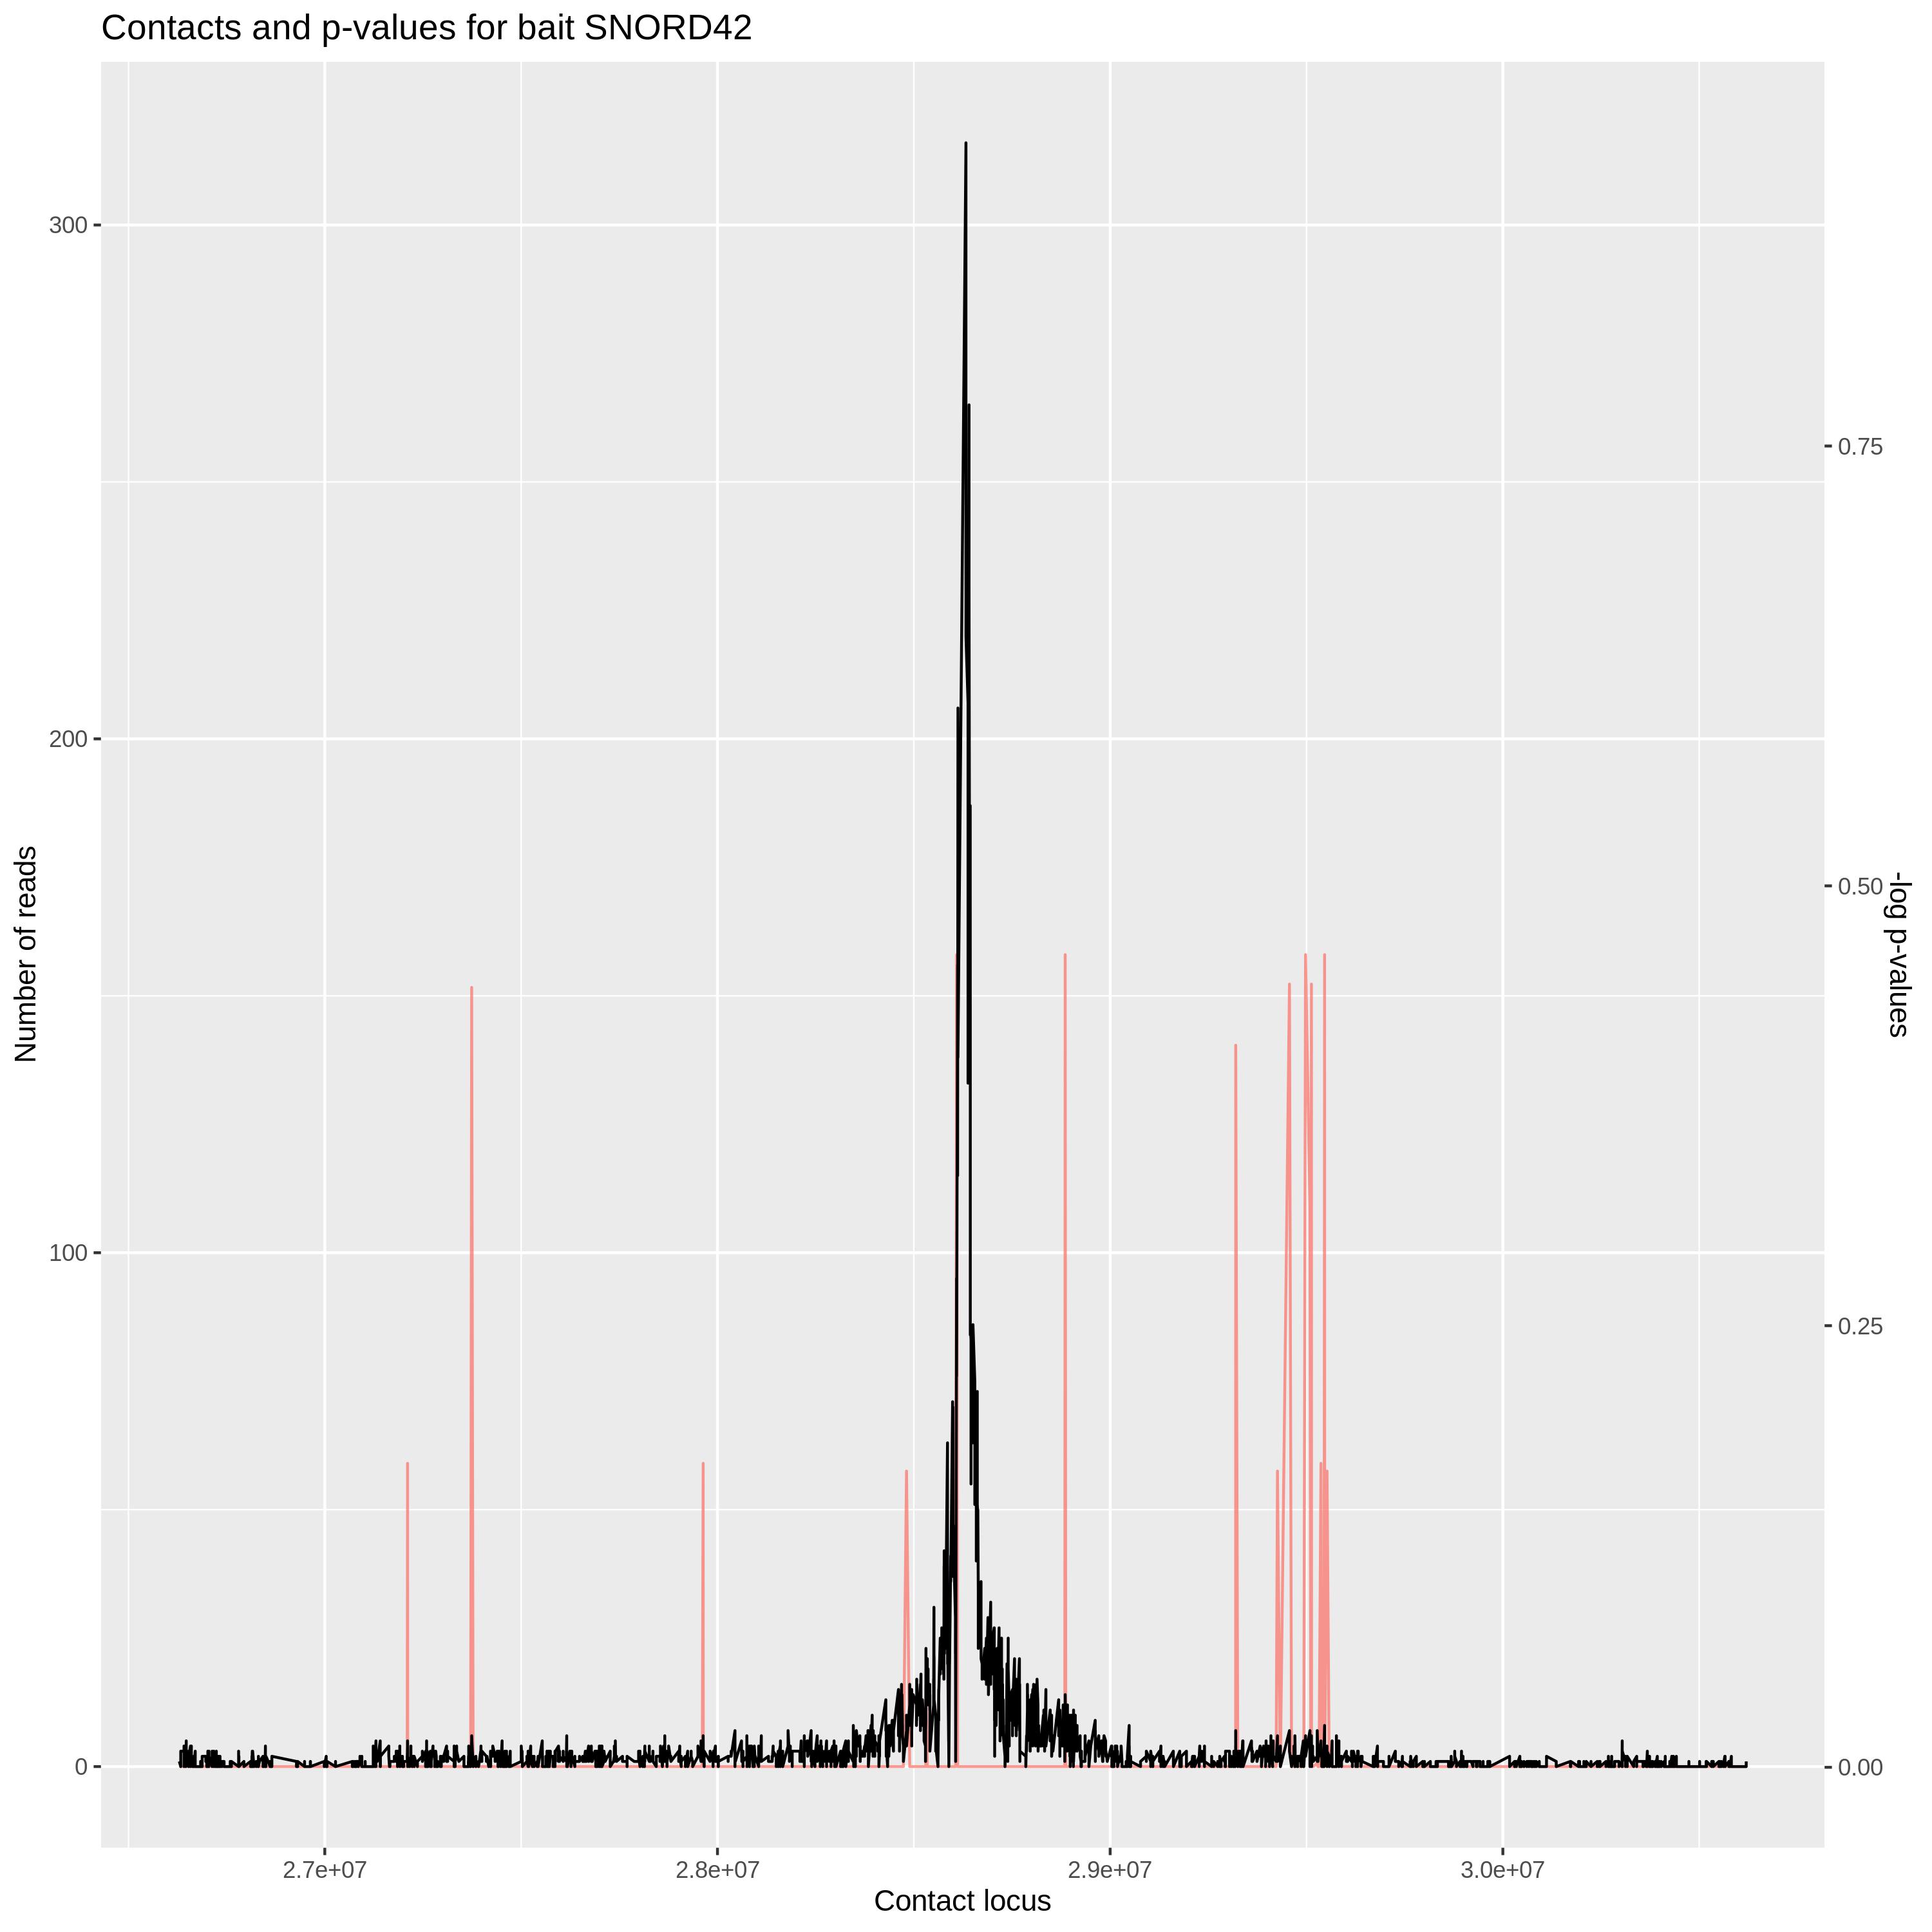 Contacts and p-values for bait SNORD42
300
200
100
0
Number of reads
0.75
0.50
0.25
0.00
-log p-values
2.7e+07
2.8e+07
2.9e+07
3.0e+07
Contact locus